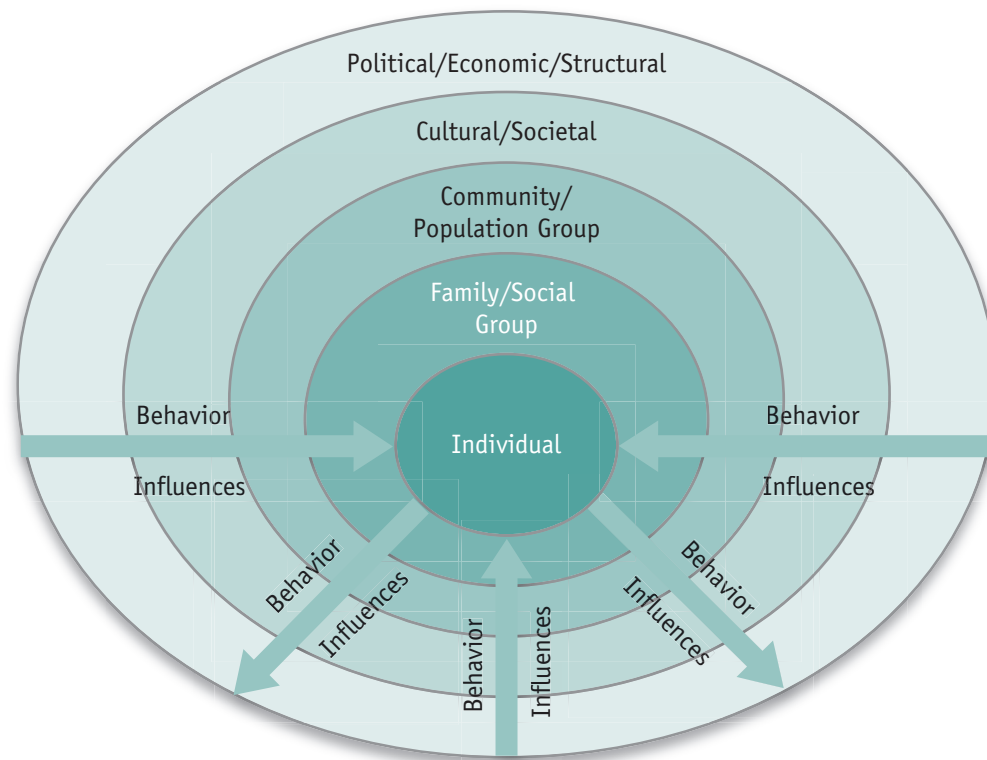 Political/Economic/Structural
Cultural/Societal
Community/
Population Group
Family/Social
Group
Individual
Behavior
Influences
Behavior
Influences
Behavior
Influences
Behavior
Influences
Behavior
Influences